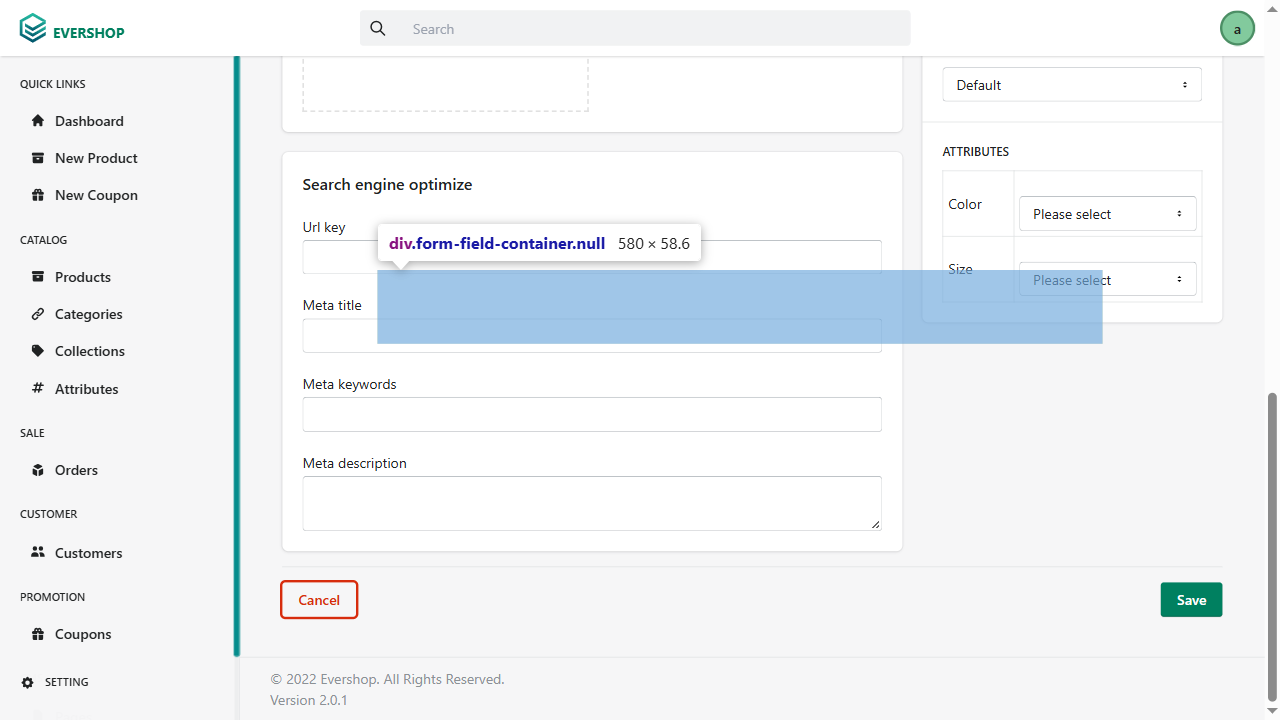 EVERSHOP
Search
a
QUICK LINKS
Dashboard
New Product
New Coupon
CATALOG
Products
Categories
Collections
Attributes
SALE
Orders
CUSTOMER
Customers
PROMOTION
Coupons
SETTING
Search engine optimize
Url key
div.form-field-container.null 580 × 58.6
Meta title
Meta keywords
Meta description
Cancel
Save
Default
ATTRIBUTES
Color
Please select
Size
Please select
© 2022 Evershop. All Rights Reserved.
Version 2.0.1